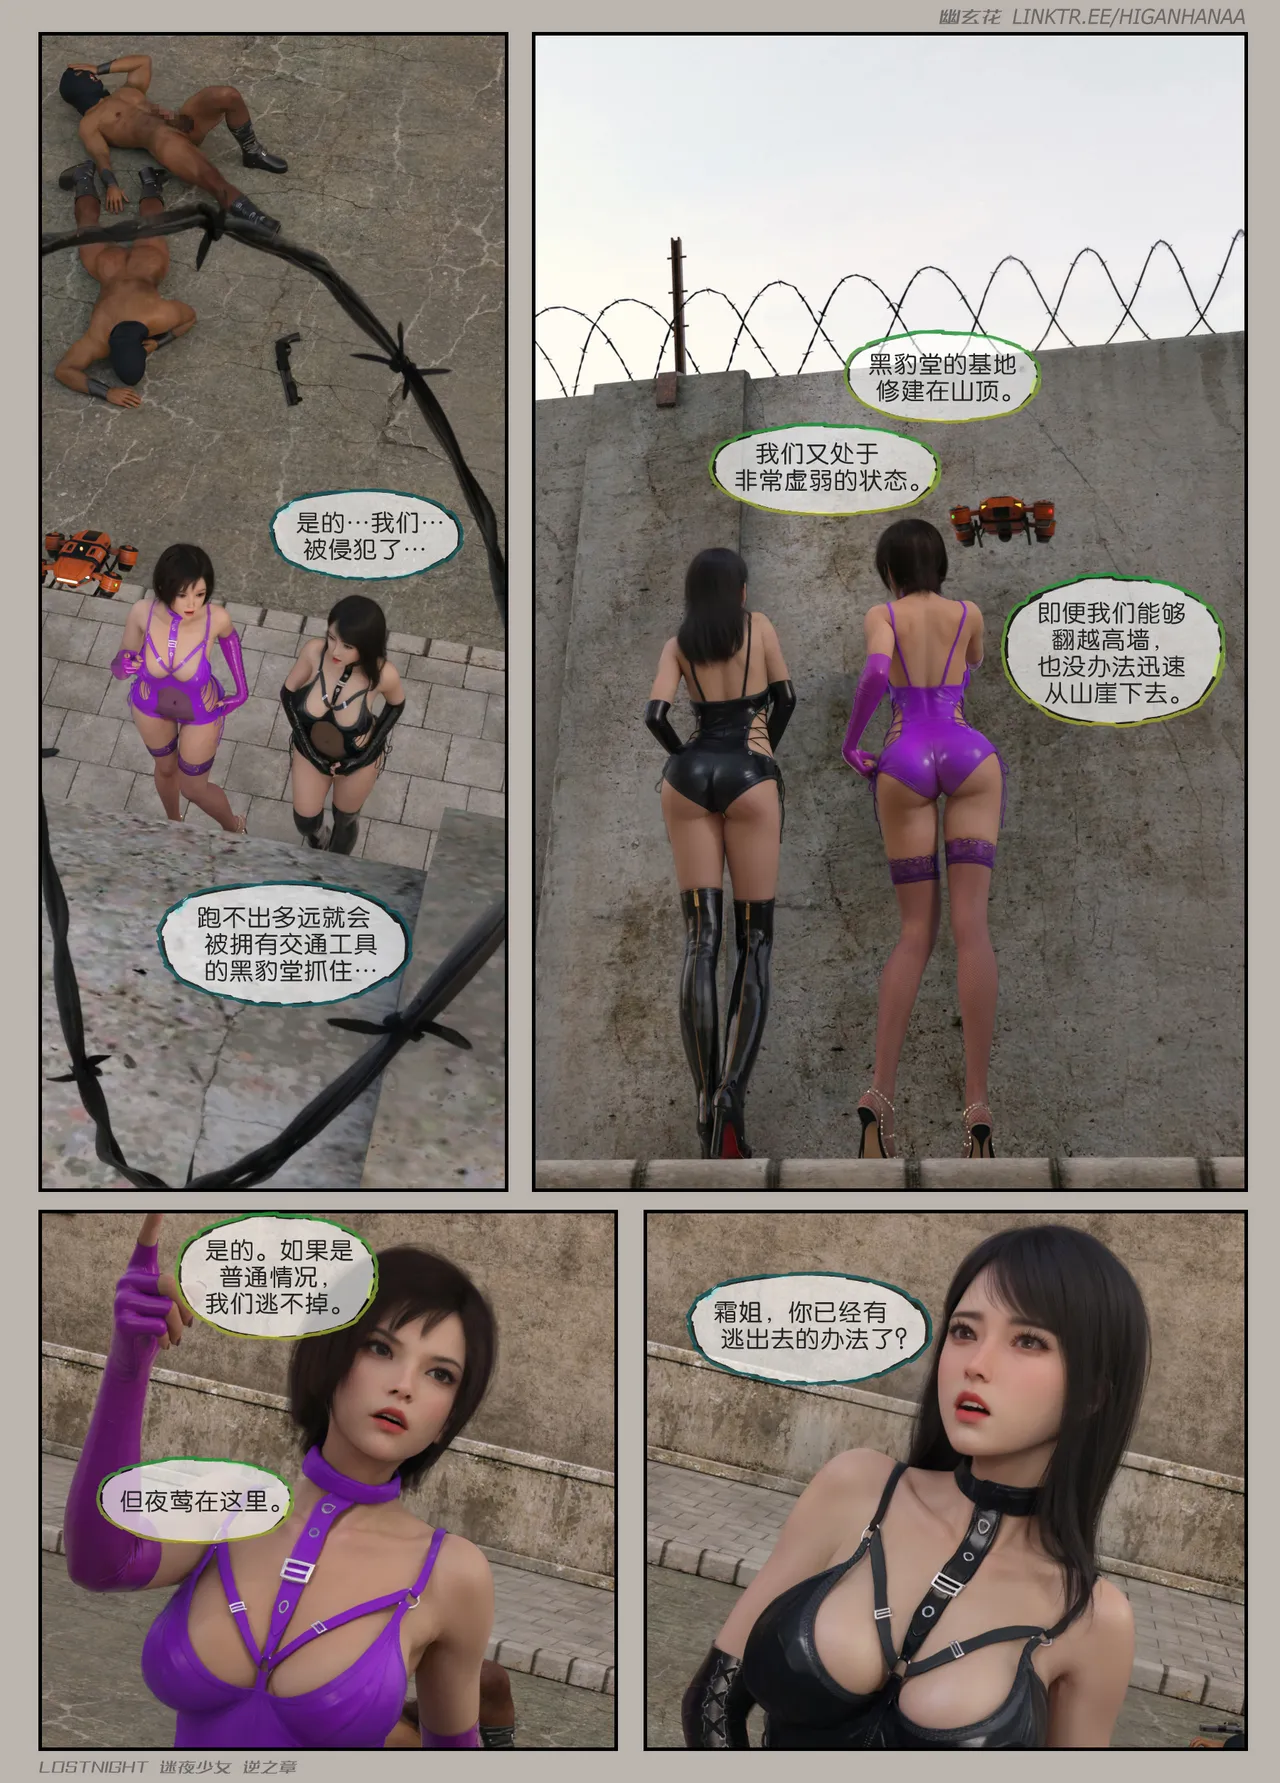 幽玄花 LINKTR.EE/HIGANHANAA
是的…我们…
被侵犯了…
跑不出多远就会
被拥有交通工具
的黑豹堂抓住…
黑豹堂的基地
修建在山顶。
我们又处于
非常虚弱的状态。
即便我们能够
翻越高墙，
也没办法迅速
从山崖下去。
是的。如果是
普通情况，
我们逃不掉。
但夜莺在这里。
霜姐，你已经有
逃出去的办法了？
LOSTNIGHT 迷夜少女 逆之章